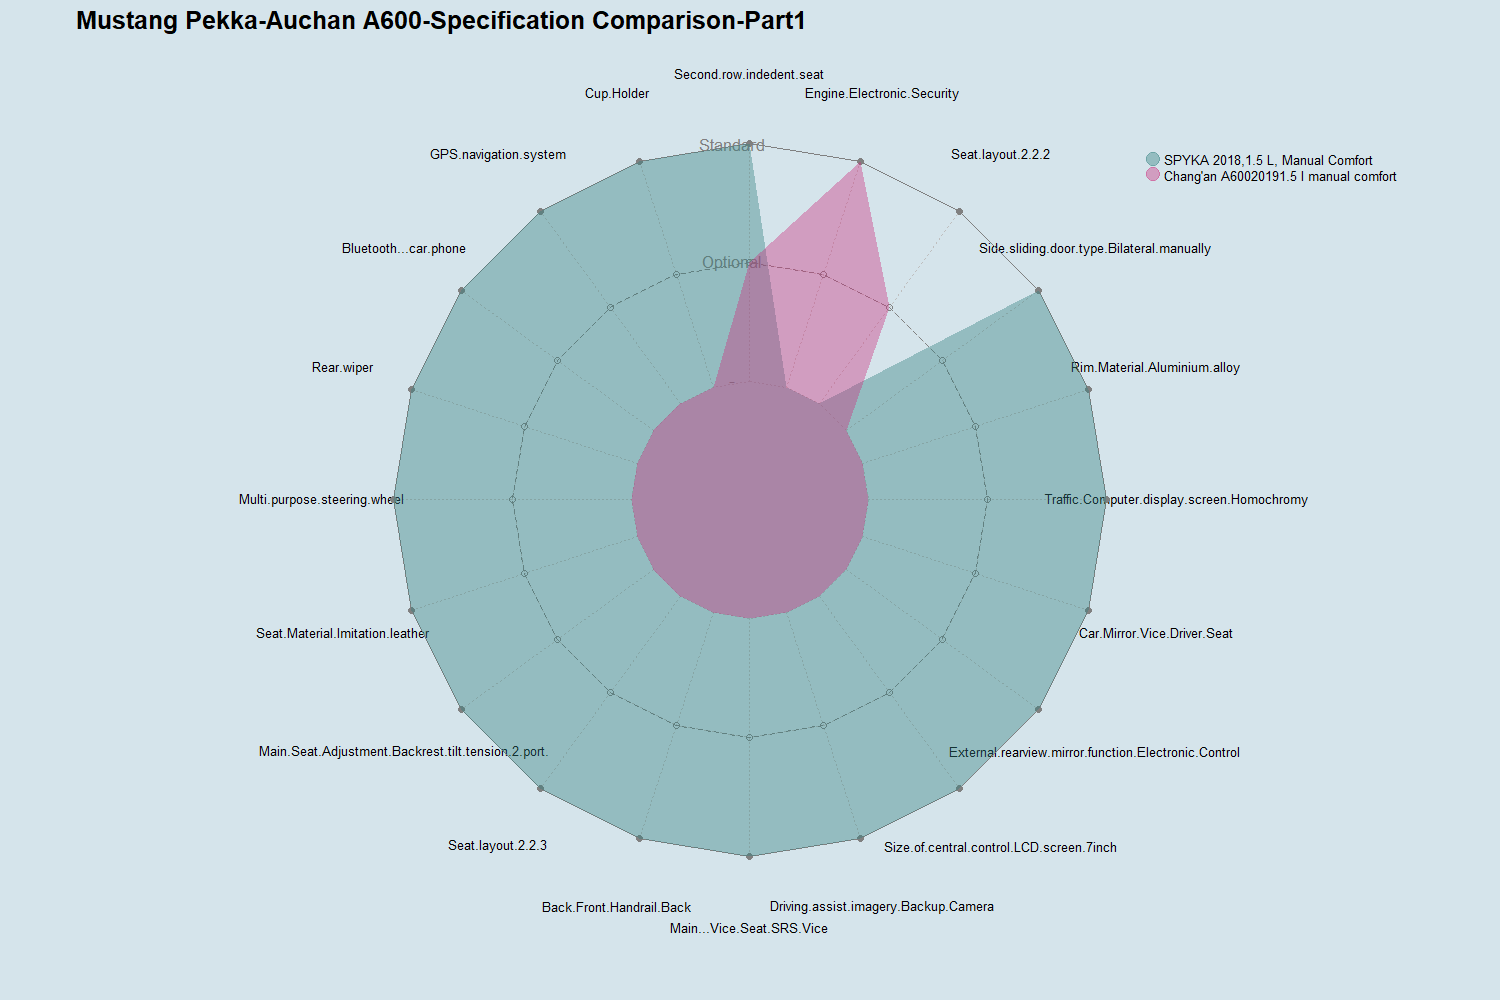 Mustang Pekka-Auchan A600-Specification Comparison-Part1
Second.row.indedent.seat
Cup.Holder
Engine.Electronic.Security
Standard
GPS.navigation.system
Seat.layout.2.2.2
SPYKA 2018,1.5 L, Manual Comfort
Chang'an A60020191.5 l manual comfort
Bluetooth...car.phone
Side.sliding.door.type.Bilateral.manually
Optional
Rear.wiper
Rim.Material.Aluminium.alloy
Multi.purpose.steering.wheel
Traffic.Computer.display.screen.Homochromy
Seat.Material.Imitation.leather
Car.Mirror.Vice.Driver.Seat
Main.Seat.Adjustment.Backrest.tilt.tension.2.port.
External.rearview.mirror.function.Electronic.Control
Seat.layout.2.2.3
Size.of.central.control.LCD.screen.7inch
Back.Front.Handrail.Back
Driving.assist.imagery.Backup.Camera
Main...Vice.Seat.SRS.Vice